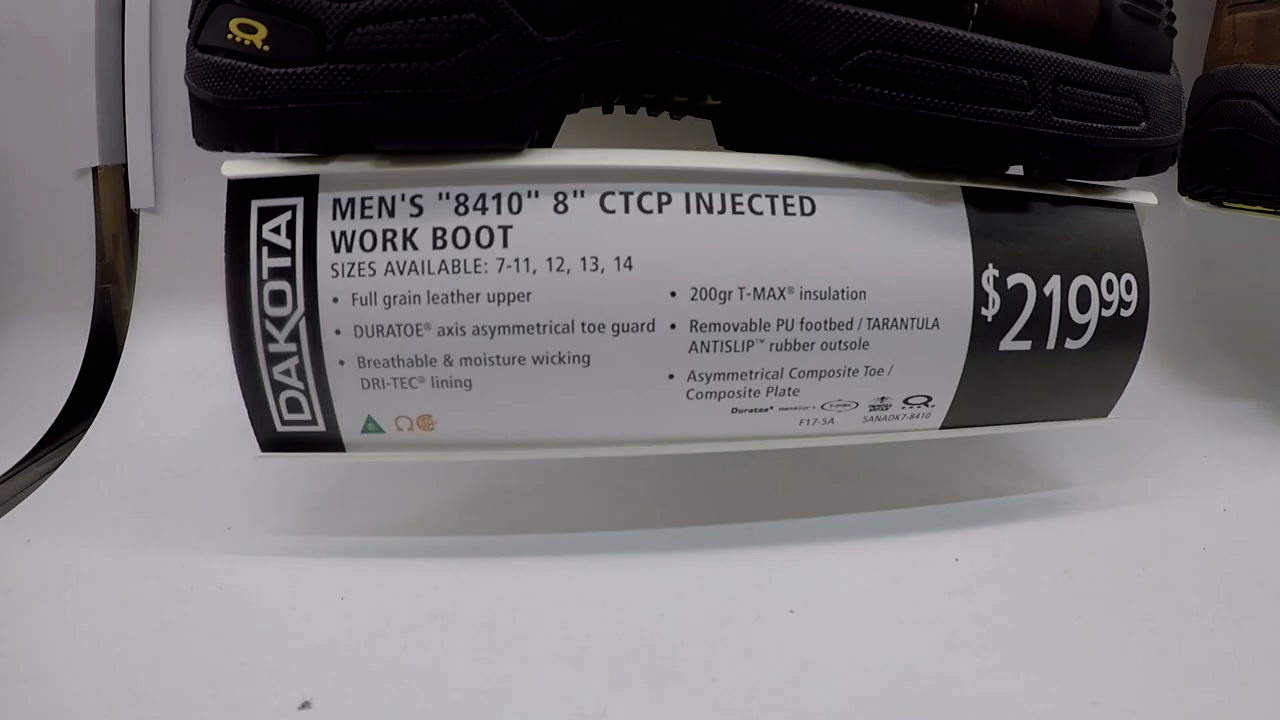 DAKOTA
MEN'S "8410" 8" CTCP INJECTED
WORK BOOT
SIZES AVAILABLE: 7-11, 12, 13, 14
• Full grain leather upper
• DURATOE® axis asymmetrical toe guard
• Breathable & moisture wicking
DRI-TEC® lining
• 200gr T-MAX® insulation
• Removable PU footbed / TARANTULA
ANTISLIP™ rubber outsole
• Asymmetrical Composite Toe /
Composite Plate
Duratoe
F17-5A SANADK7-8410
$219 99